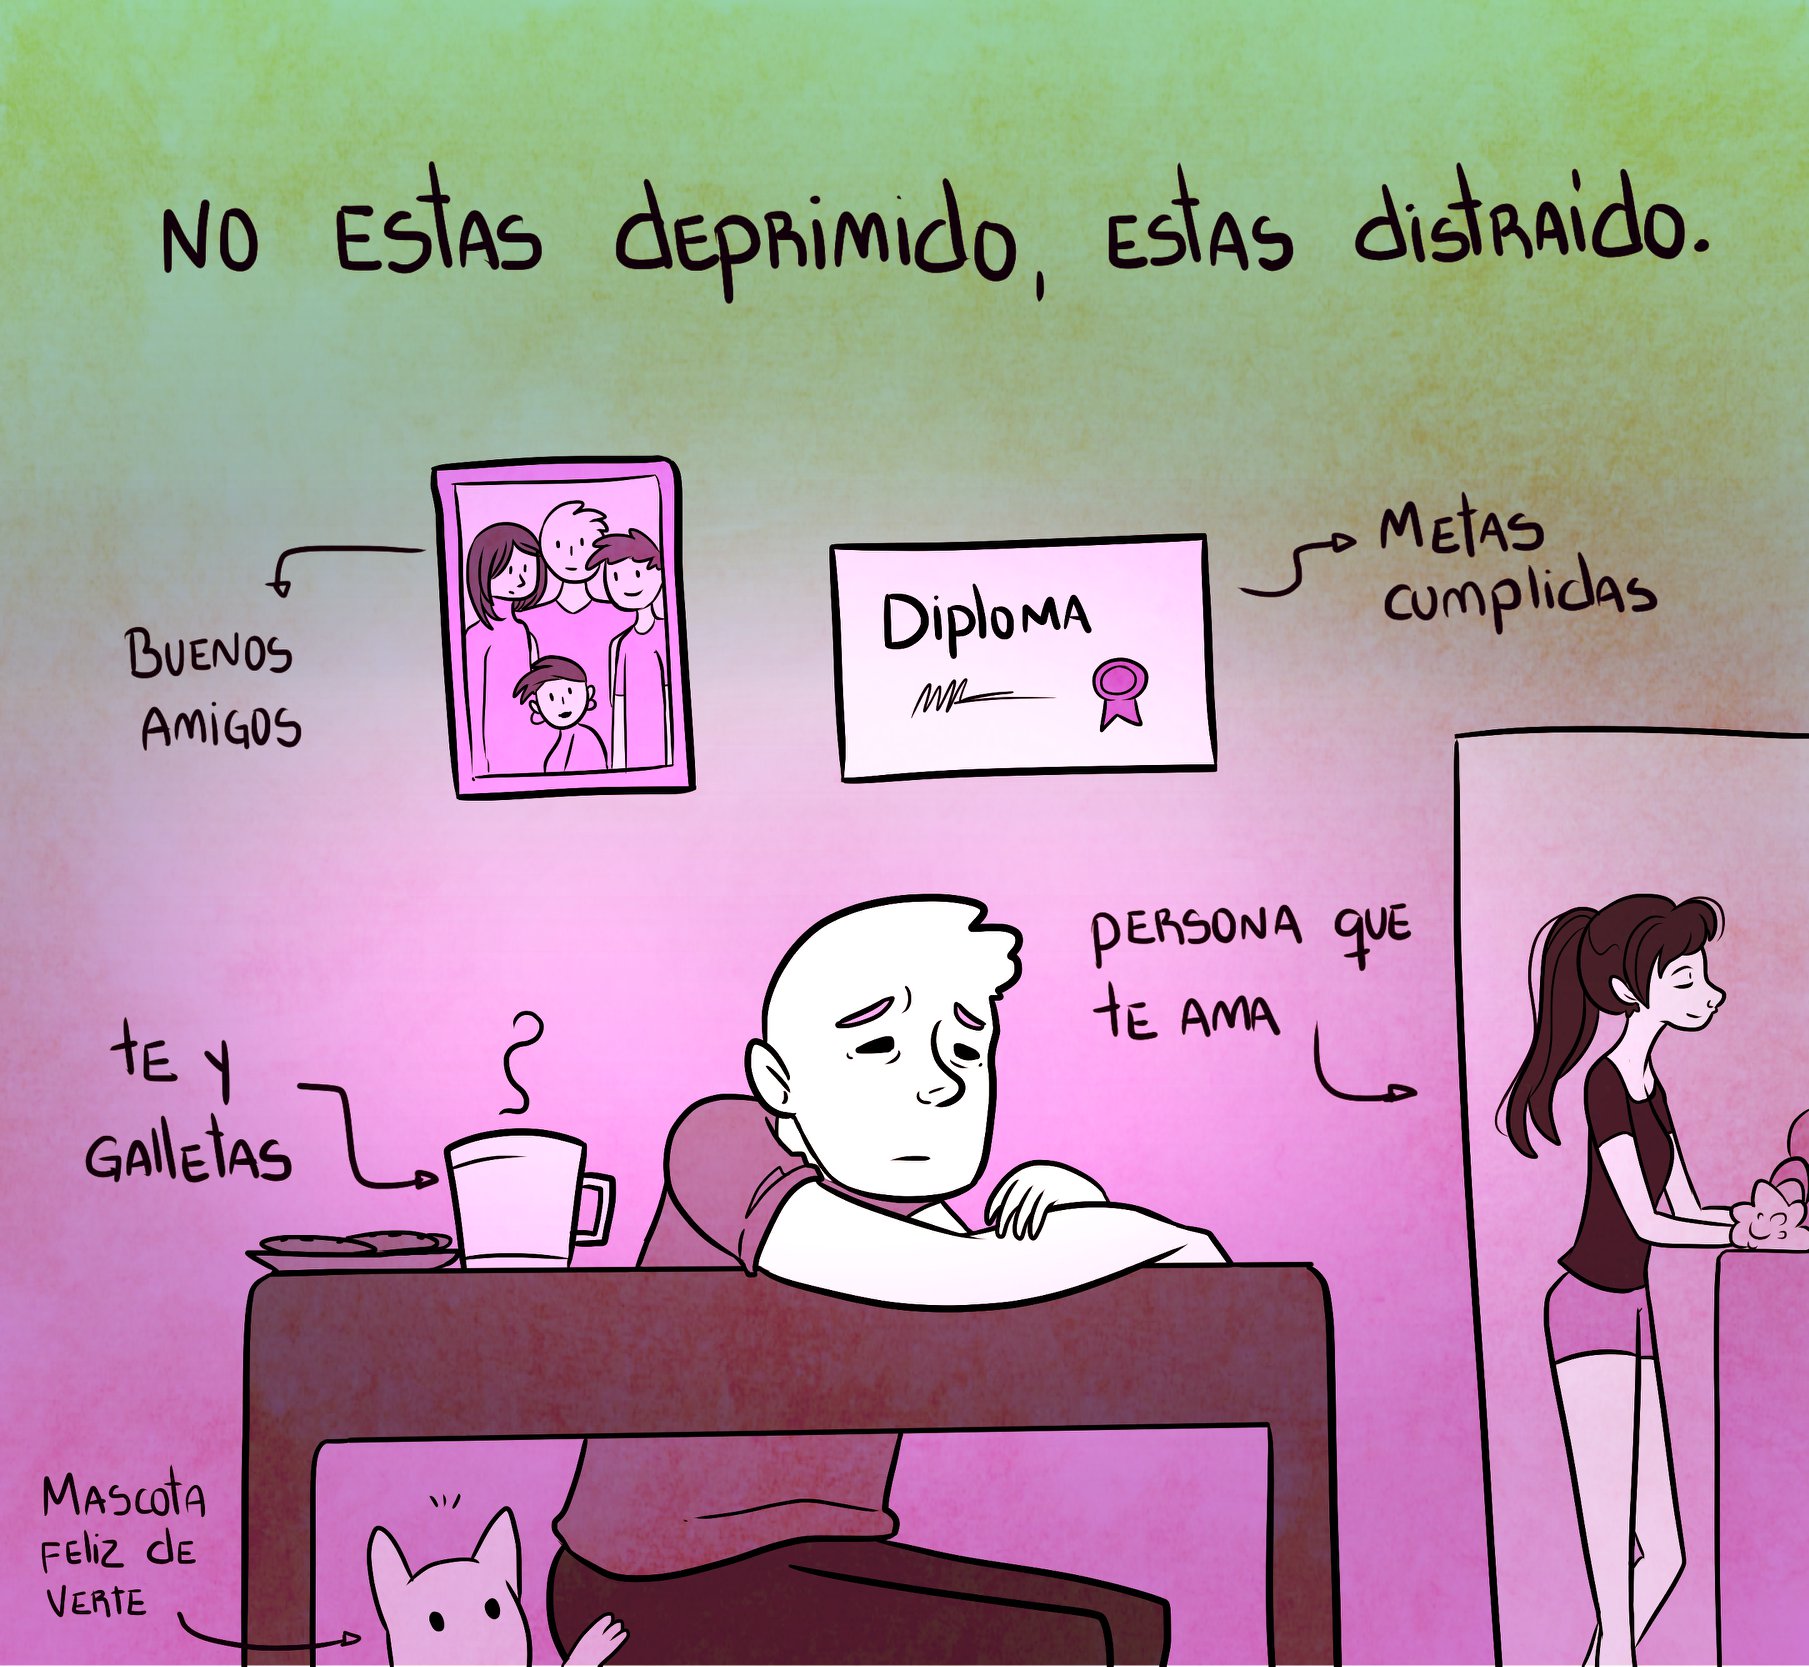 No estas deprimido, estas distraido.
Buenos
amigos
Diploma
Metas
cumplidas
persona que
te ama
te y
galletas
Mascota
feliz de
verte